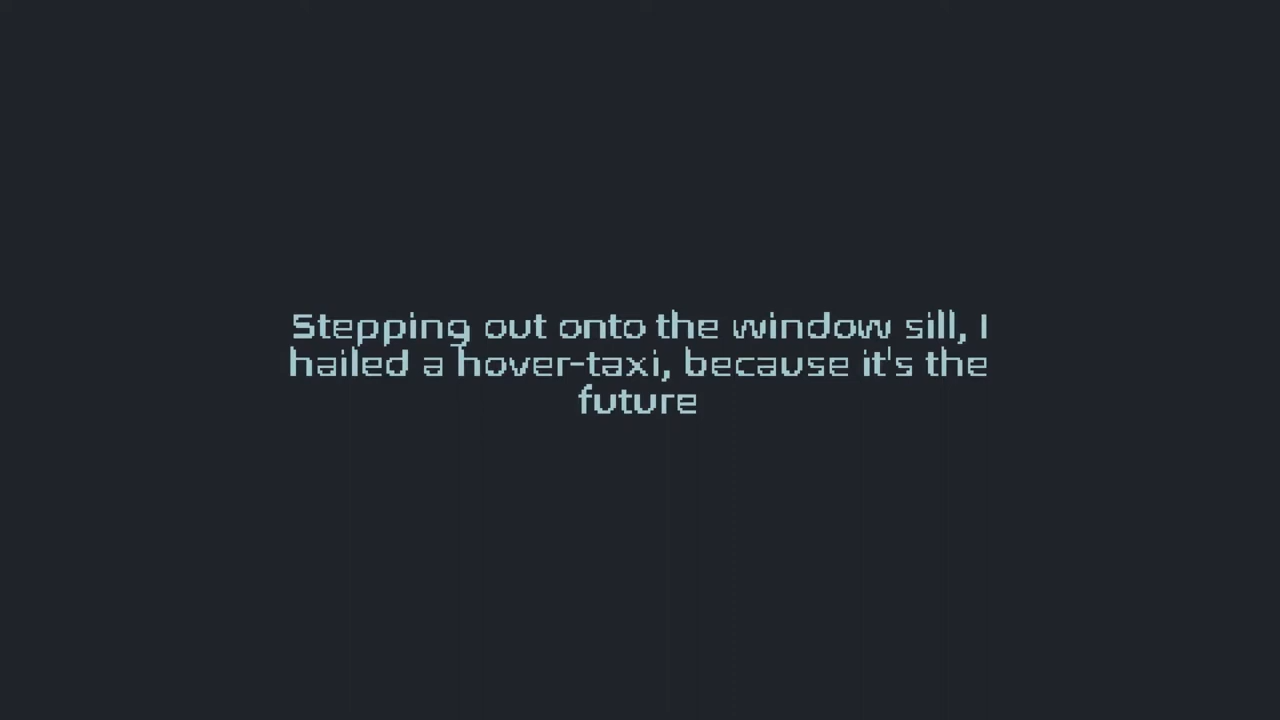 Stepping out onto the window sill, I
hailed a hover-taxi, because it's the
future